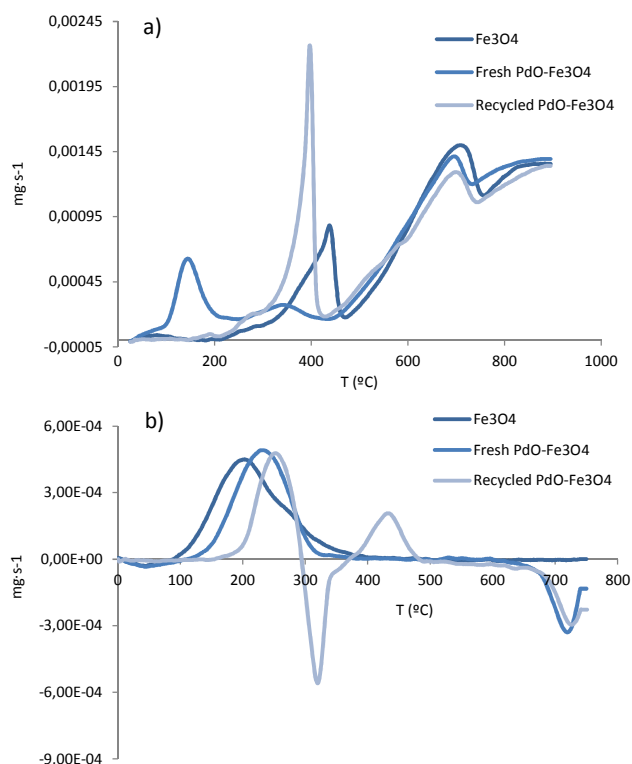 a)
0,00245
0,00195
0,00145
0,00095
0,00045
-0,00005
mg·s-1
Fe3O4
Fresh PdO-Fe3O4
Recycled PdO-Fe3O4
0
200
400
600
800
1000
T (ºC)
b)
6,00E-04
3,00E-04
0,00E+00
-3,00E-04
-6,00E-04
-9,00E-04
mg·s-1
Fe3O4
Fresh PdO-Fe3O4
Recycled PdO-Fe3O4
0
100
200
300
400
500
600
700
800
T (ºC)